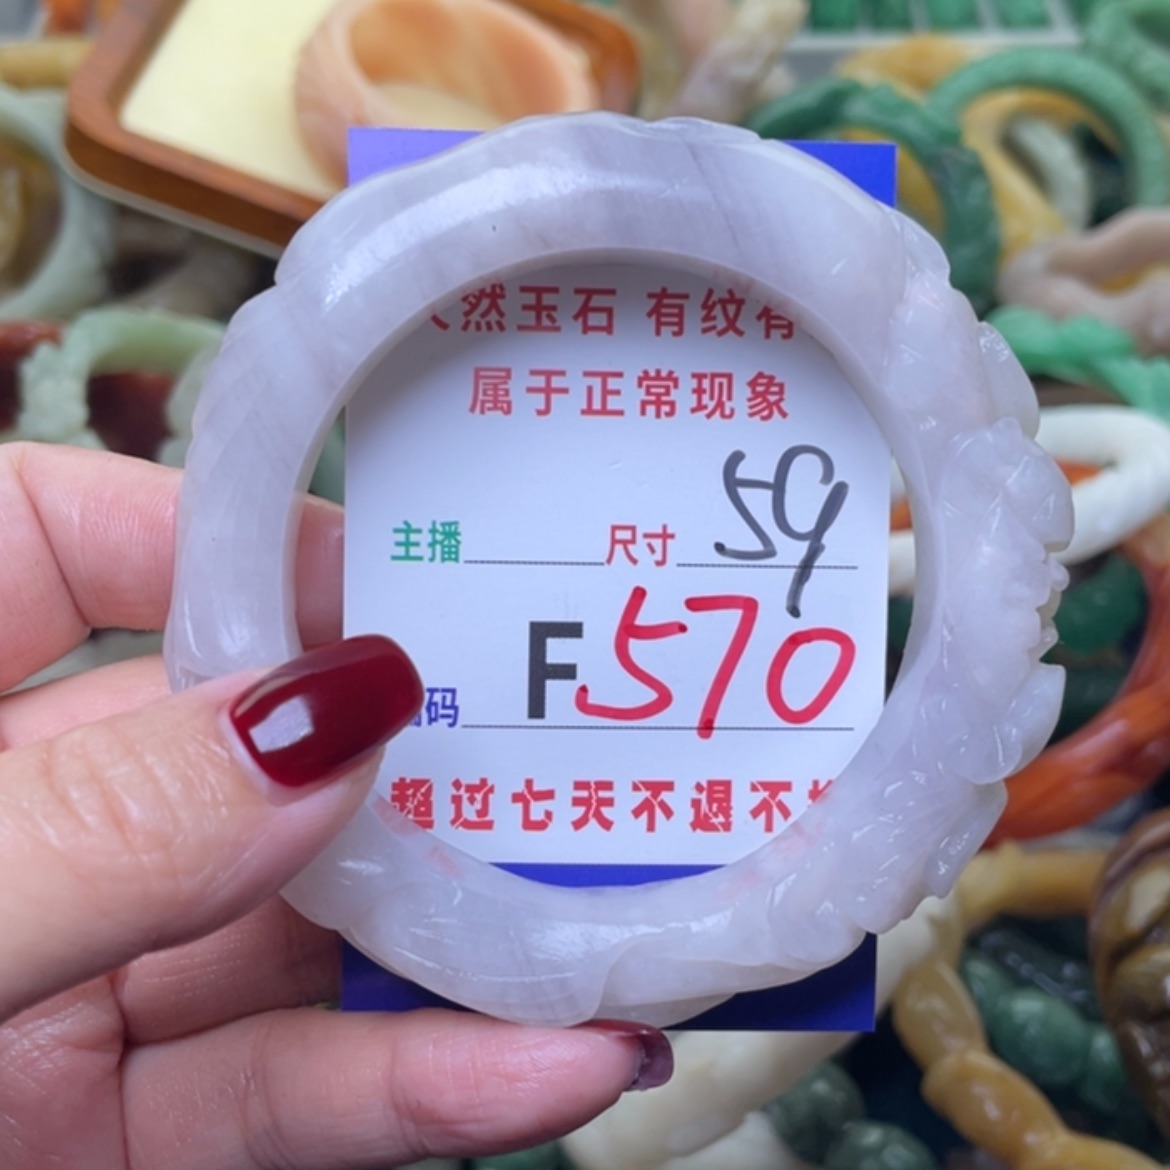 然玉石 有纹有
属于正常现象
主播 尺寸 59
码 F570
超过七天不退不